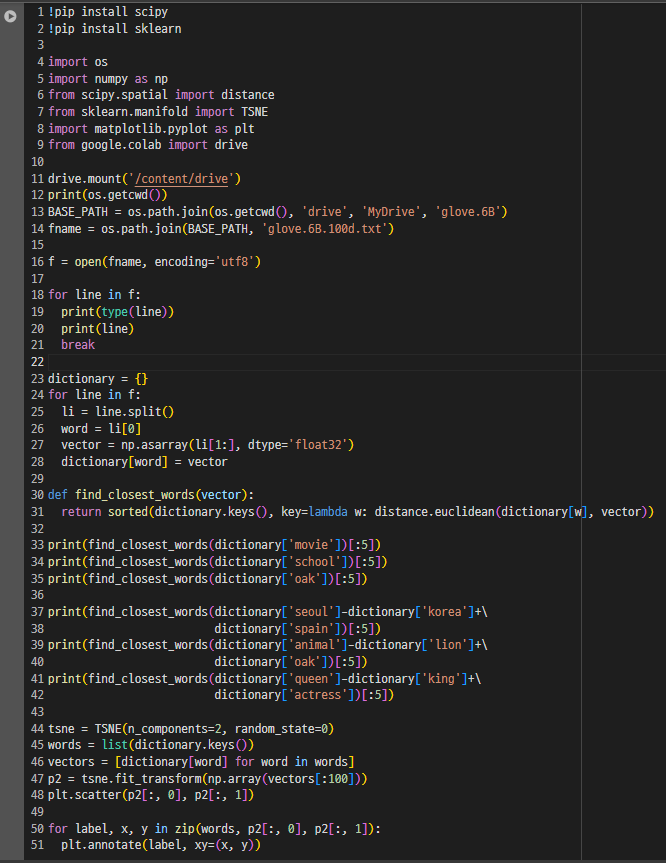 1 !pip install scipy
2 !pip install sklearn
3
4 import os
5 import numpy as np
6 from scipy.spatial import distance
7 from sklearn.manifold import TSNE
8 import matplotlib.pyplot as plt
9 from google.colab import drive
10
11 drive.mount('/content/drive')
12 print(os.getcwd())
13 BASE_PATH = os.path.join(os.getcwd(), 'drive', 'MyDrive', 'glove.6B')
14 fname = os.path.join(BASE_PATH, 'glove.6B.100d.txt')
15
16 f = open(fname, encoding='utf8')
17
18 for line in f:
19   print(type(line))
20   print(line)
21   break
22
23 dictionary = {}
24 for line in f:
25   li = line.split()
26   word = li[0]
27   vector = np.asarray(li[1:], dtype='float32')
28   dictionary[word] = vector
29
30 def find_closest_words(vector):
31   return sorted(dictionary.keys(), key=lambda w: distance.euclidean(dictionary[w], vector))
32
33 print(find_closest_words(dictionary['movie'])[:5])
34 print(find_closest_words(dictionary['school'])[:5])
35 print(find_closest_words(dictionary['oak'])[:5])
36
37 print(find_closest_words(dictionary['seoul']-dictionary['korea']+\
38                          dictionary['spain'])[:5])
39 print(find_closest_words(dictionary['animal']-dictionary['lion']+\
40                          dictionary['oak'])[:5])
41 print(find_closest_words(dictionary['queen']-dictionary['king']+\
42                          dictionary['actress'])[:5])
43
44 tsne = TSNE(n_components=2, random_state=0)
45 words = list(dictionary.keys())
46 vectors = [dictionary[word] for word in words]
47 p2 = tsne.fit_transform(np.array(vectors[:100]))
48 plt.scatter(p2[:, 0], p2[:, 1])
49
50 for label, x, y in zip(words, p2[:, 0], p2[:, 1]):
51   plt.annotate(label, xy=(x, y))